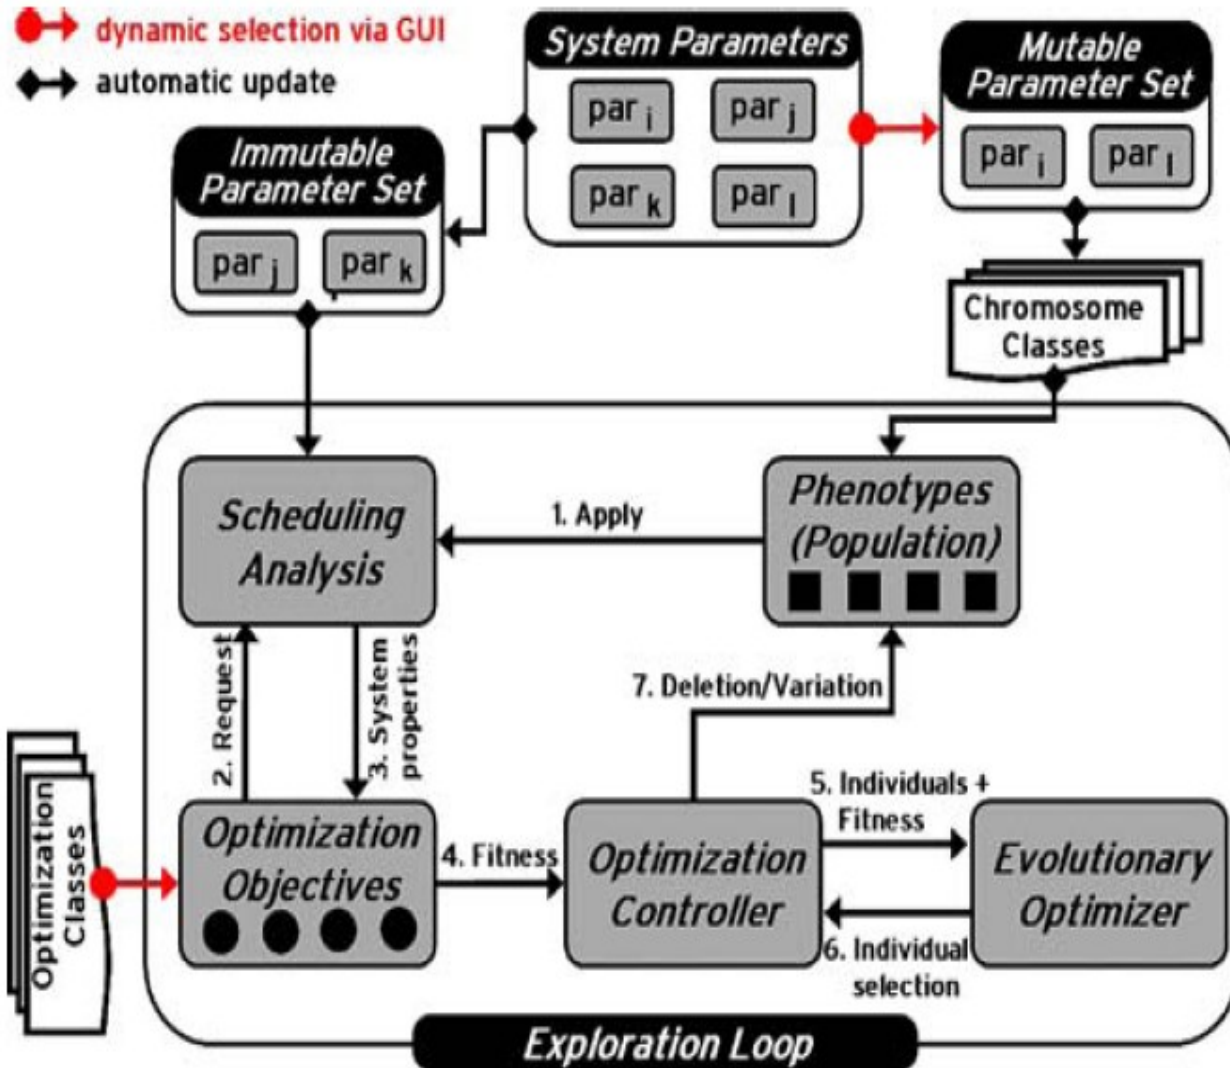 dynamic selection via GUI
automatic update
System Parameters
par i
par j
par k
par l
Mutable
Parameter Set
par i
par l
Immutable
Parameter Set
par j
par k
Chromosome
Classes
Scheduling
Analysis
1. Apply
Phenotypes
(Population)
2. Request
3. System
properties
7. Deletion/Variation
Optimization
Classes
Optimization
Objectives
4. Fitness
Optimization
Controller
5. Individuals +
Fitness
6. Individual
selection
Evolutionary
Optimizer
Exploration Loop